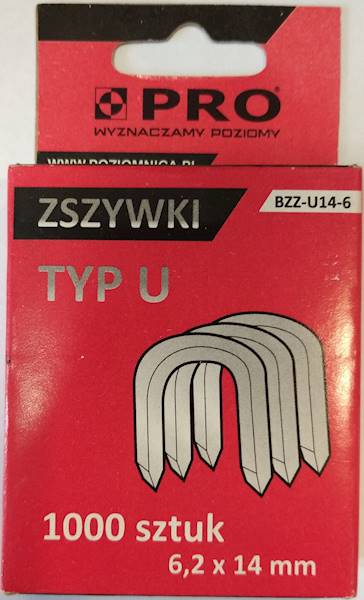 PRO
WYZNACZAMY POZIOMY
WWW.POZIOMNICA.PL
ZSZYWKI
BZZ-U14-6
TYP U
1000 sztuk
6,2 x 14 mm